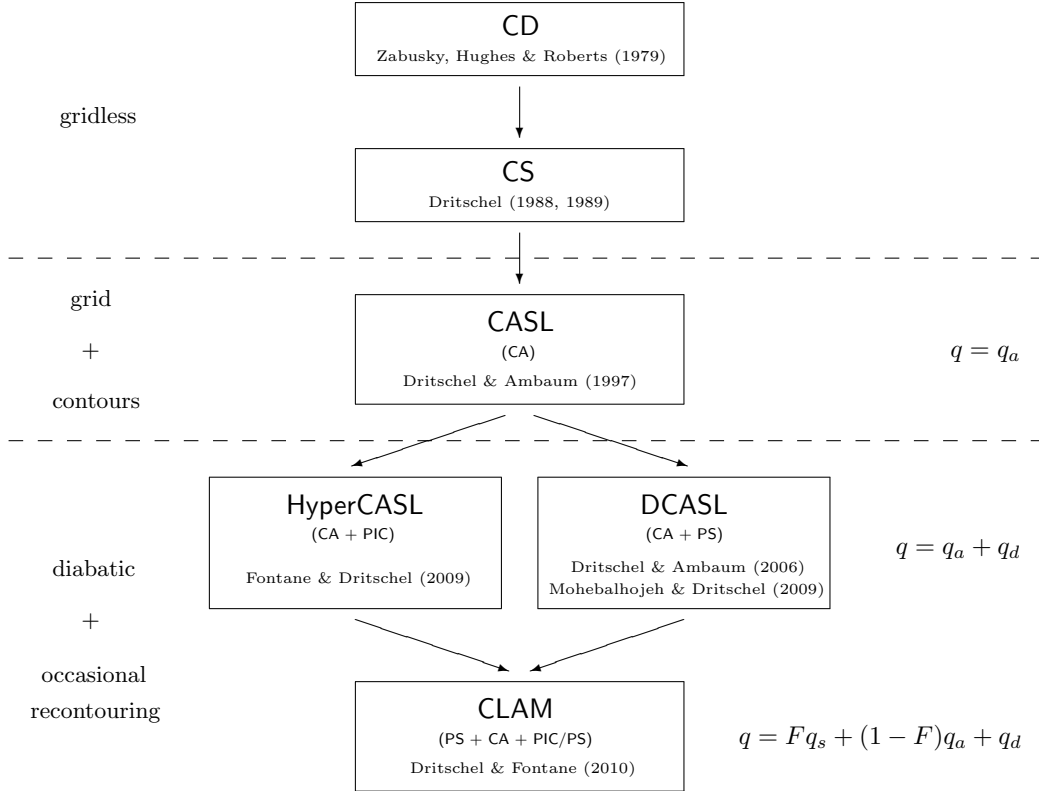 CD
Zabusky, Hughes & Roberts (1979)
gridless
CS
Dritschel (1988, 1989)
grid
+
contours
CASL
(CA)
Dritschel & Ambaum (1997)
q = q_a
HyperCASL
(CA + PIC)
Fontane & Dritschel (2009)
DCASL
(CA + PS)
Dritschel & Ambaum (2006)
Mohebalhojeh & Dritschel (2009)
q = q_a + q_d
diabatic
+
occasional
recontouring
CLAM
(PS + CA + PIC/PS)
Dritschel & Fontane (2010)
q = Fq_s + (1 − F)q_a + q_d